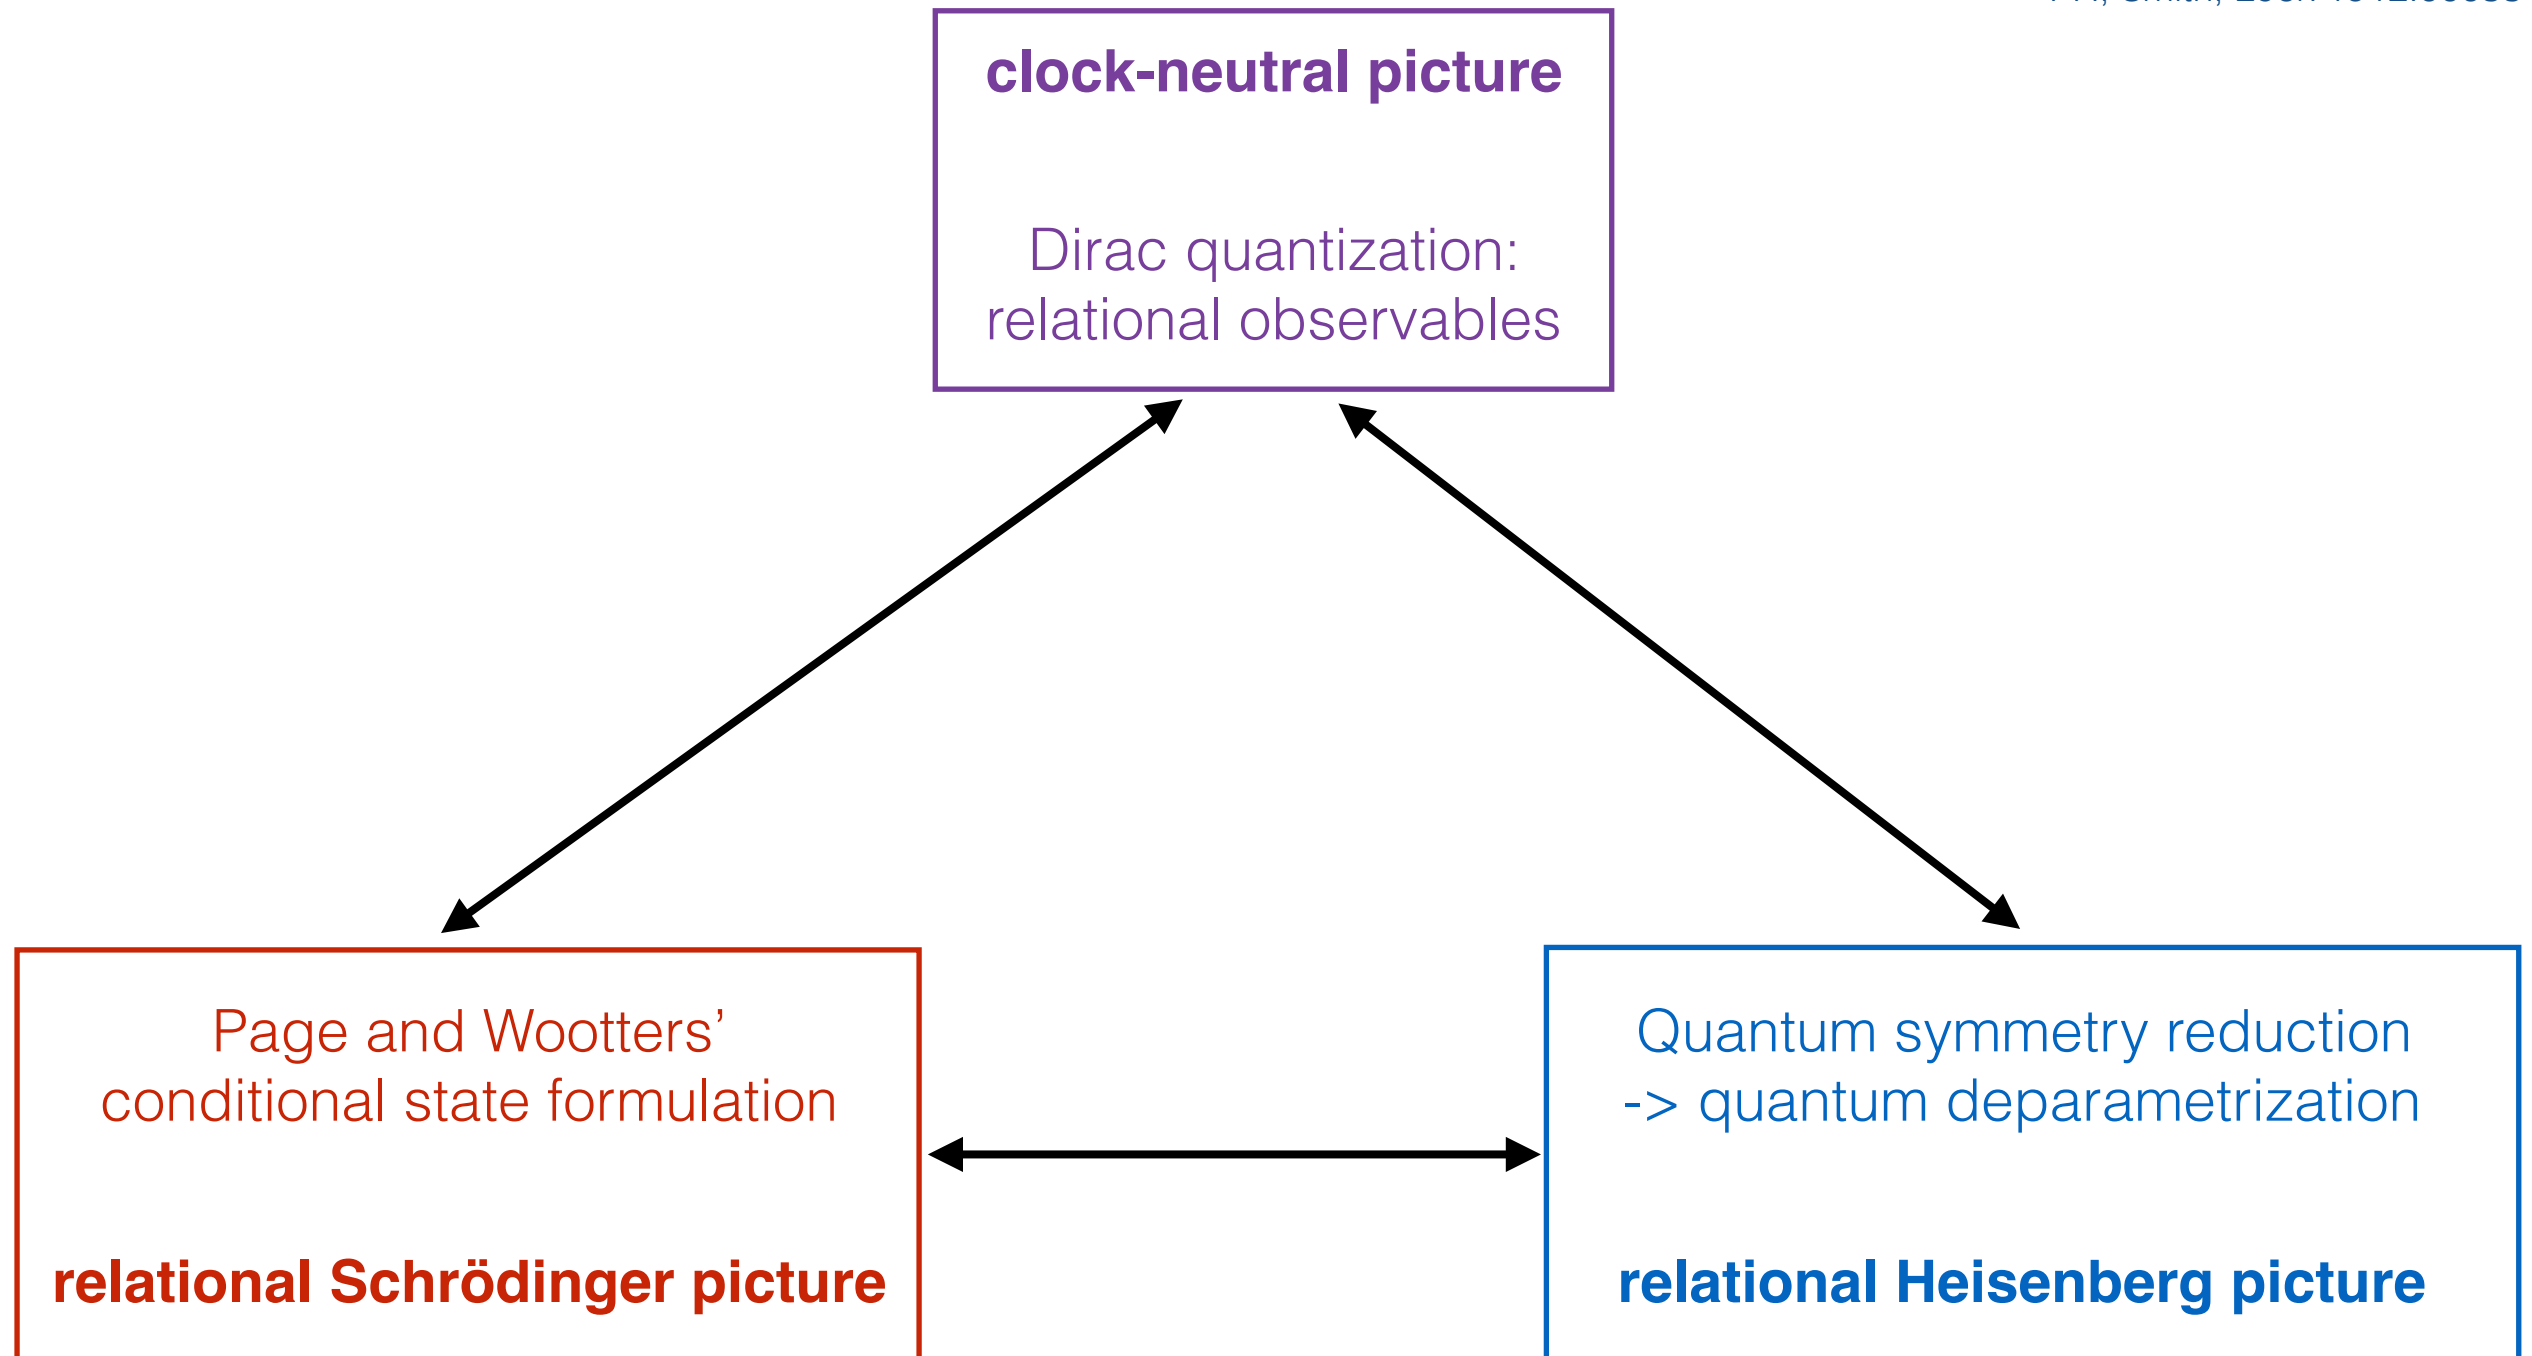 clock-neutral picture
Dirac quantization:
relational observables
Page and Wootters’
conditional state formulation
relational Schrödinger picture
Quantum symmetry reduction
-> quantum deparametrization
relational Heisenberg picture